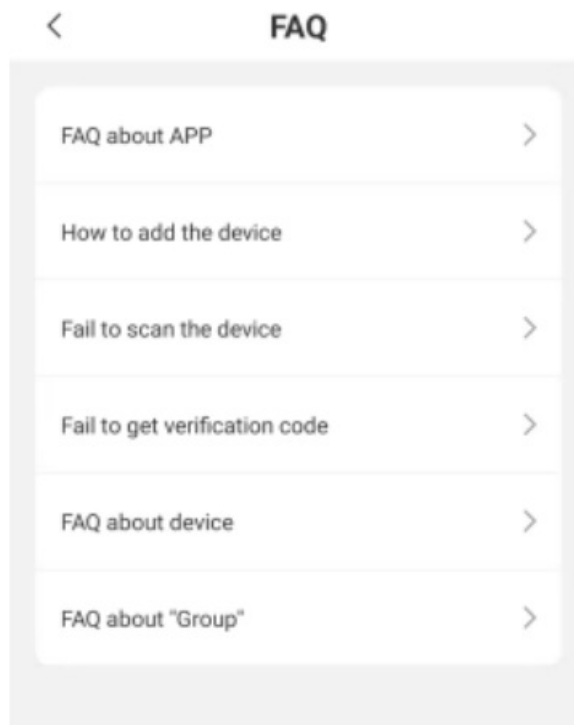 FAQ
FAQ about APP
How to add the device
Fail to scan the device
Fail to get verification code
FAQ about device
FAQ about "Group"